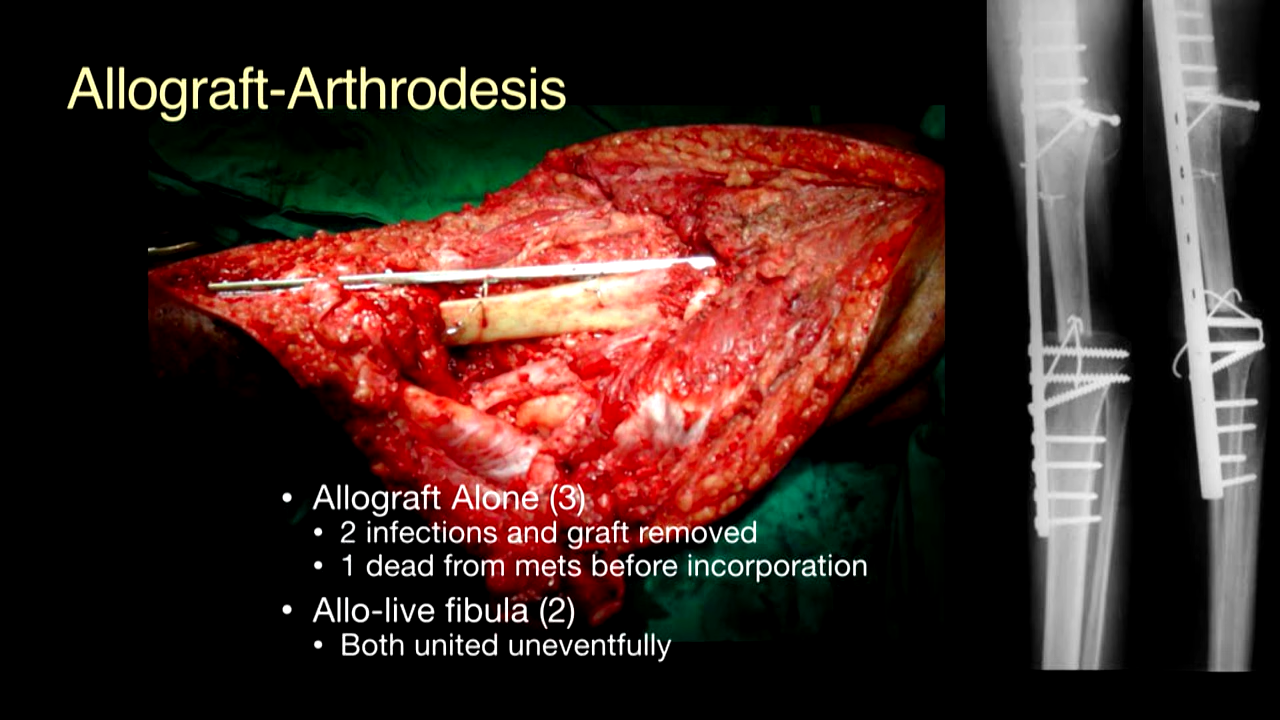 Allograft-Arthrodesis
• Allograft Alone (3)
• 2 infections and graft removed
• 1 dead from mets before incorporation
• Allo-live fibula (2)
• Both united uneventfully